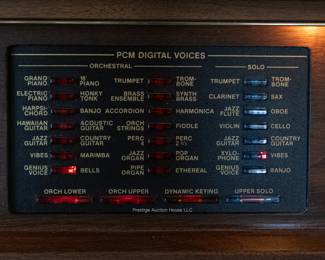 PCM DIGITAL VOICES
ORCHESTRAL
SOLO
GRAND PIANO 16' PIANO TRUMPET TROM-BONE TRUMPET TROM-BONE
ELECTRIC PIANO HONKY TONK BRASS ENSEMBLE SYNTH BRASS CLARINET SAX
HARPSI-CHORD BANJO ACCORDION HARMONICA JAZZ FLUTE OBOE
HAWAIIAN GUITAR ACOUSTIC GUITAR ORCH STRINGS FIDDLE VIOLIN CELLO
JAZZ GUITAR COUNTRY GUITAR PERC 4 PERC 2 2/3 JAZZ GUITAR COUNTRY GUITAR
VIBES MARIMBA JAZZ ORGAN POP ORGAN XYLO-PHONE VIBES
GENIUS VOICE BELLS PIPE ORGAN ETHEREAL GENIUS VOICE BANJO
ORCH LOWER ORCH UPPER DYNAMIC KEYING UPPER SOLO
Prestige Auction House LLC